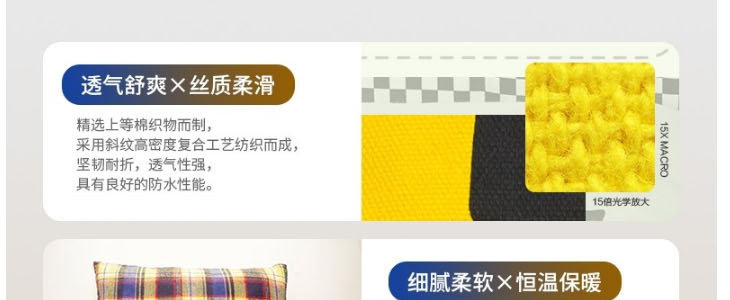 透气舒爽×丝质柔滑
精选上等棉织物而制，
采用斜纹高密度复合工艺纺织而成，
坚韧耐折，透气性强，
具有良好的防水性能。
15X MACRO
15倍光学放大
细腻柔软×恒温保暖